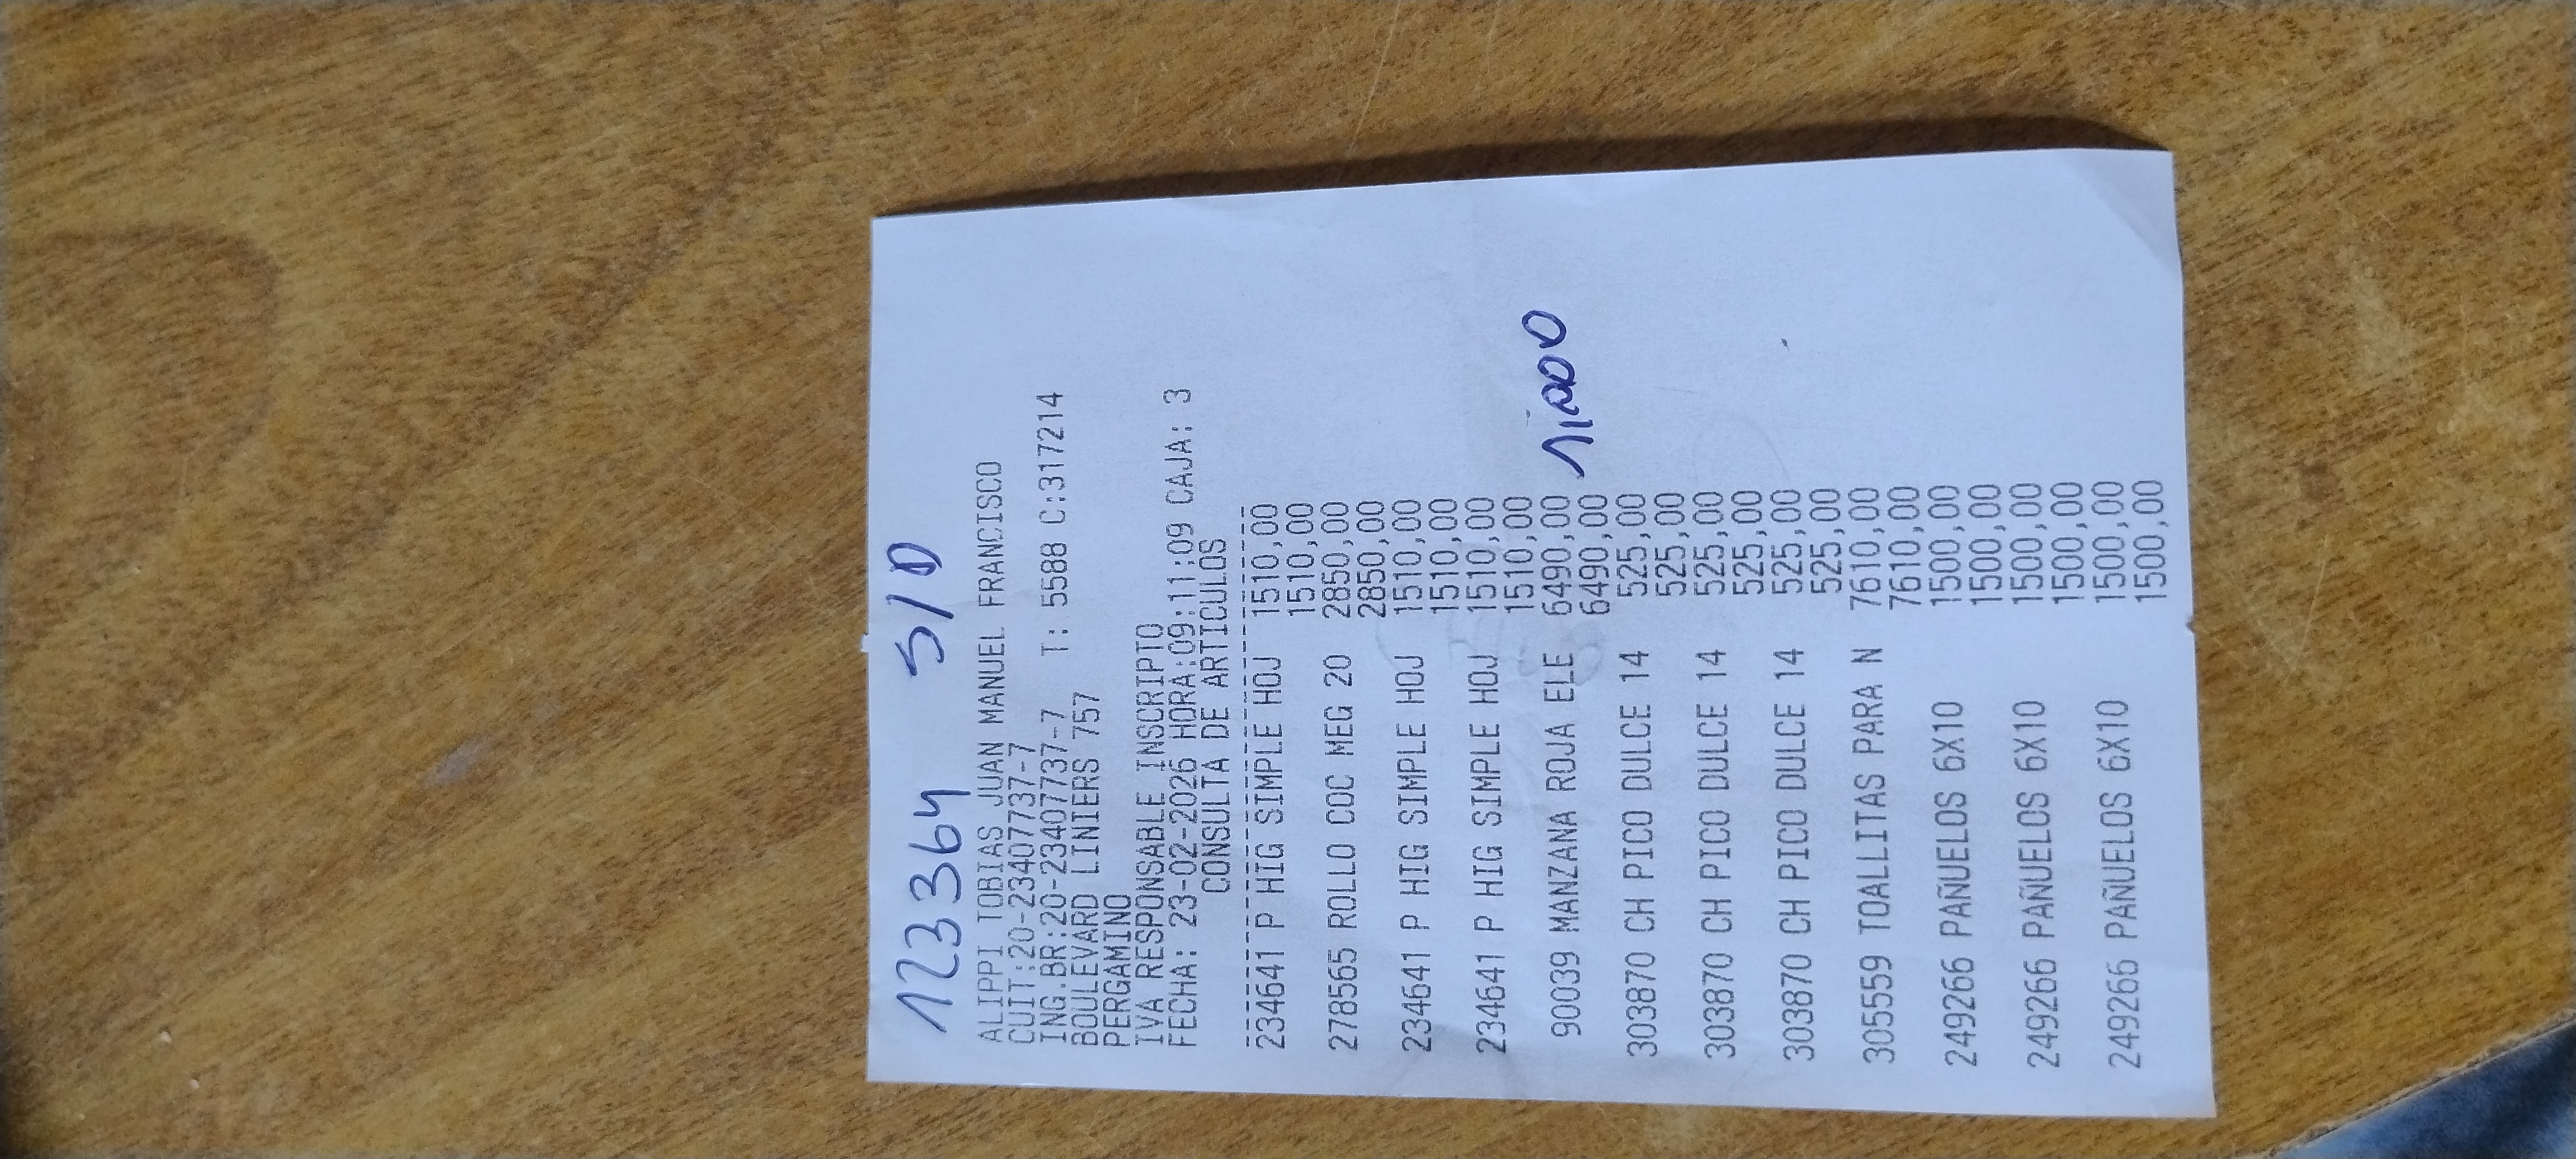 123364 S/D
ALIPPI TOBIAS JUAN MANUEL FRANCISCO
CUIT:20-23407737-7
ING.BR:20-23407737-7 T: 5588 C:317214
BOULEVARD LINIERS 757
PERGAMINO
IVA RESPONSABLE INSCRIPTO
FECHA: 23-02-2026 HORA:09:11:09 CAJA: 3
CONSULTA DE ARTICULOS
234641 P HIG SIMPLE HOJ 1510,00
1510,00
278565 ROLLO COC MEG 20 2850,00
2850,00
234641 P HIG SIMPLE HOJ 1510,00
1510,00
234641 P HIG SIMPLE HOJ 1510,00
1510,00
90039 MANZANA ROJA ELE 6490,00
6490,00
303870 CH PICO DULCE 14 525,00
525,00
303870 CH PICO DULCE 14 525,00
525,00
303870 CH PICO DULCE 14 525,00
525,00
305559 TOALLITAS PARA N 7610,00
7610,00
249266 PAÑUELOS 6X10 1500,00
1500,00
249266 PAÑUELOS 6X10 1500,00
1500,00
249266 PAÑUELOS 6X10 1500,00
1500,00